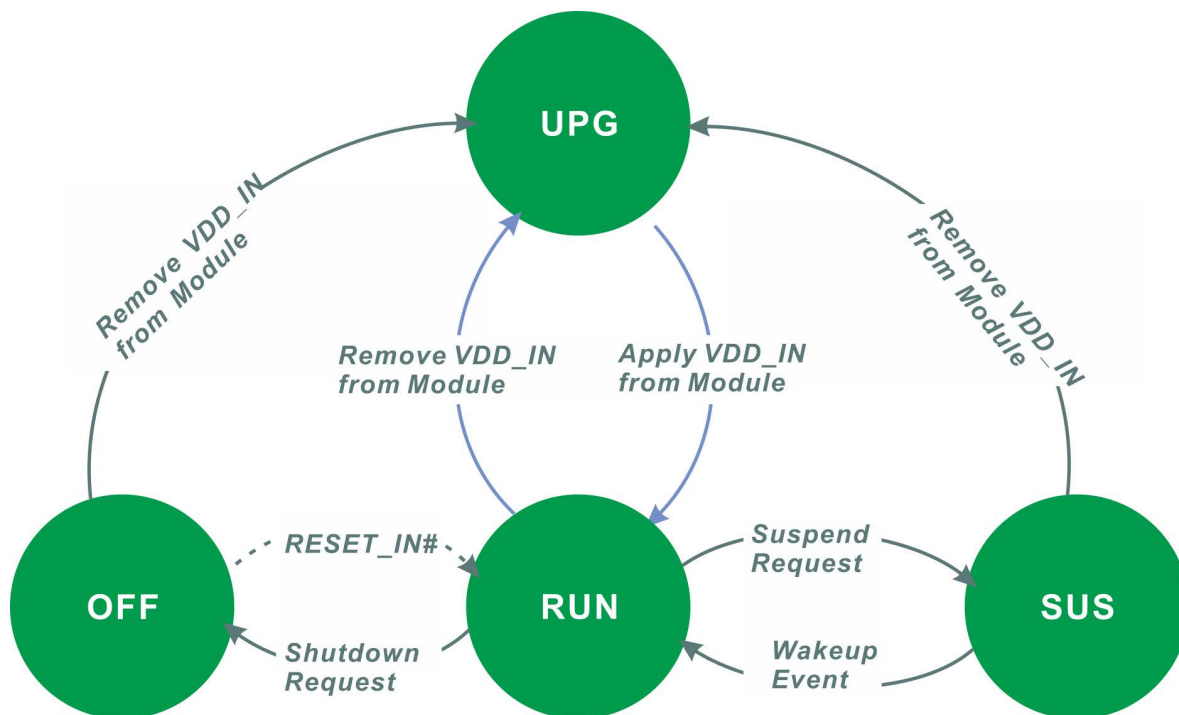 UPG
Remove VDD_IN
from Module
Remove VDD_IN
from Module
Remove VDD_IN
from Module
Apply VDD_IN
from Module
OFF
RESET_IN#
Shutdown
Request
RUN
Suspend
Request
Wakeup
Event
SUS